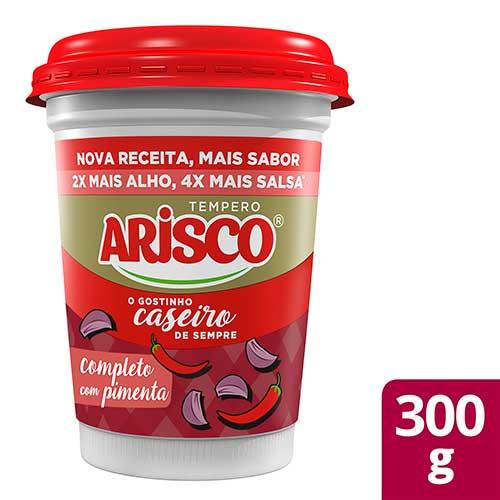 NOVA RECEITA, MAIS SABOR
2X MAIS ALHO, 4X MAIS SALSA*
TEMPERO
ARISCO®
O GOSTINHO
caseiro
DE SEMPRE
Completo
com pimenta
300
g